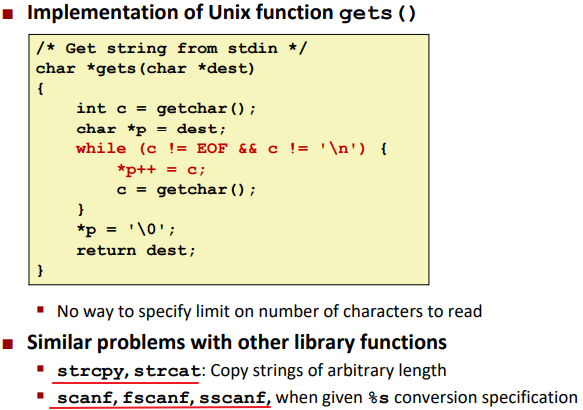 Implementation of Unix function gets()
/* Get string from stdin */
char *gets(char *dest)
{
    int c = getchar();
    char *p = dest;
    while (c != EOF && c != '\n') {
        *p++ = c;
        c = getchar();
    }
    *p = '\0';
    return dest;
}
No way to specify limit on number of characters to read
Similar problems with other library functions
strcpy, strcat: Copy strings of arbitrary length
scanf, fscanf, sscanf, when given %s conversion specification